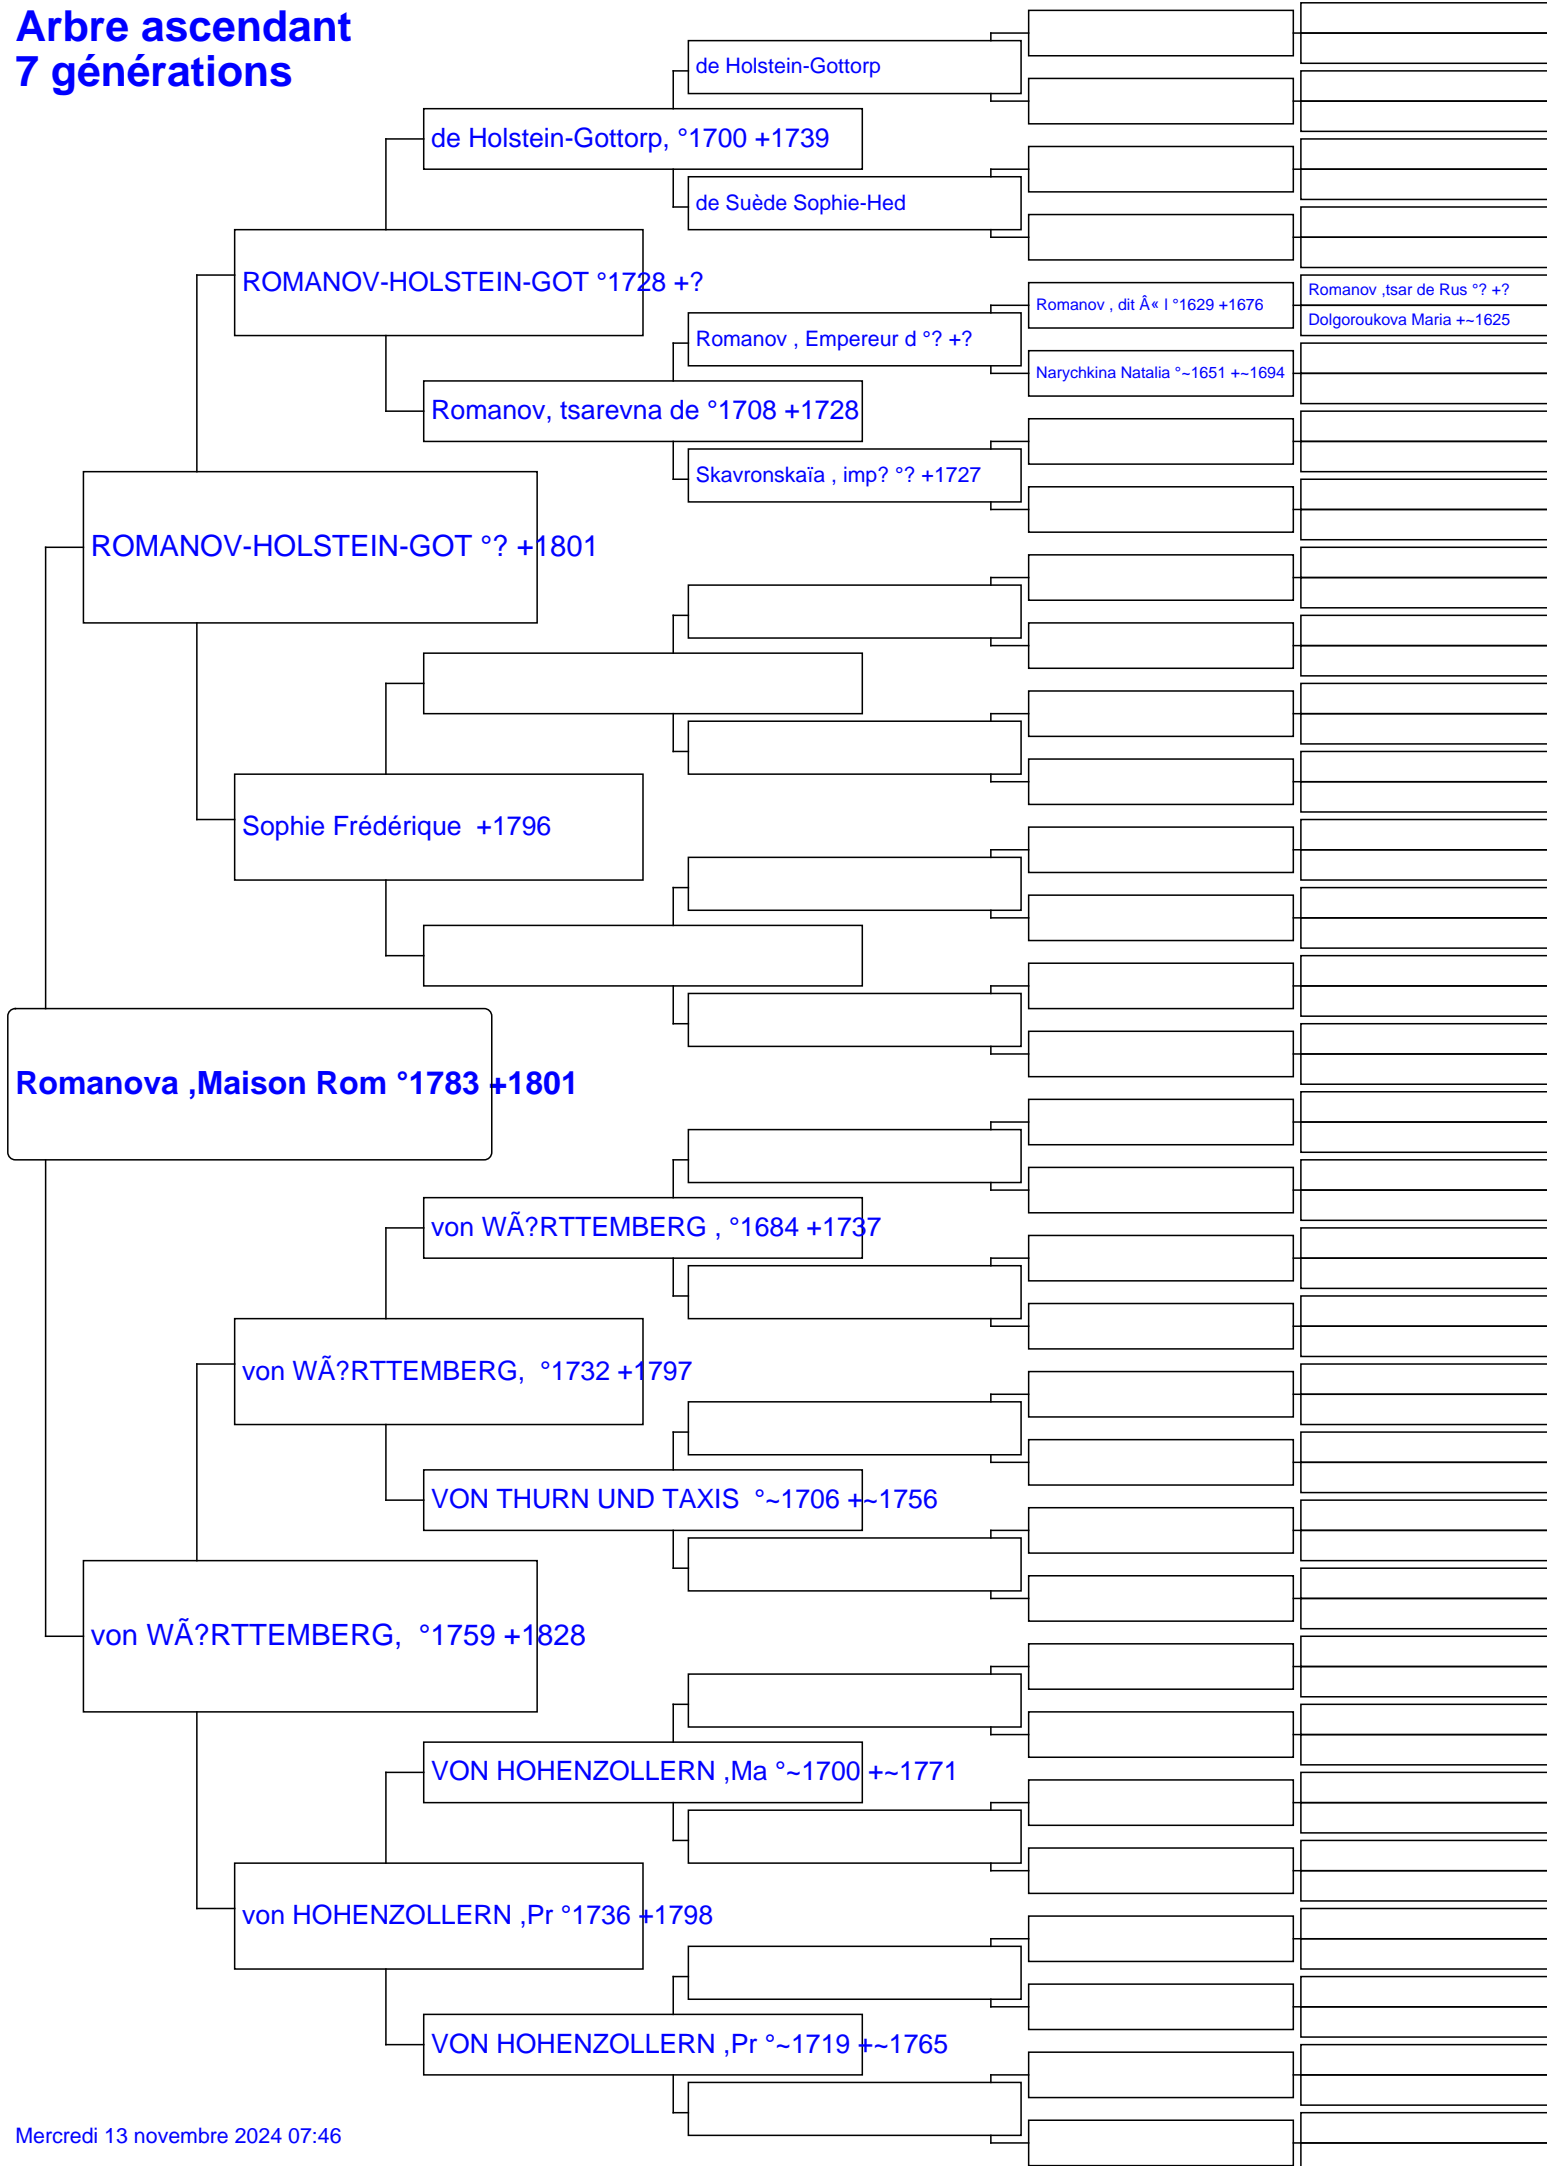 Arbre ascendant
7 générations
de Holstein-Gottorp
de Holstein-Gottorp, °1700 +1739
de Suède Sophie-Hed
ROMANOV-HOLSTEIN-GOT °1728 +?
Romanov , dit Â« l °1629 +1676
Romanov ,tsar de Rus °? +?
Dolgoroukova Maria +~1625
Romanov , Empereur d °? +?
Narychkina Natalia °~1651 +~1694
Romanov, tsarevna de °1708 +1728
Skavronskaïa , imp? °? +1727
ROMANOV-HOLSTEIN-GOT °? +1801
Sophie Frédérique  +1796
Romanova ,Maison Rom °1783 +1801
von WÃ?RTTEMBERG , °1684 +1737
von WÃ?RTTEMBERG,  °1732 +1797
VON THURN UND TAXIS  °~1706 +~1756
von WÃ?RTTEMBERG,  °1759 +1828
VON HOHENZOLLERN ,Ma °~1700 +~1771
von HOHENZOLLERN ,Pr °1736 +1798
VON HOHENZOLLERN ,Pr °~1719 +~1765
Mercredi 13 novembre 2024 07:46